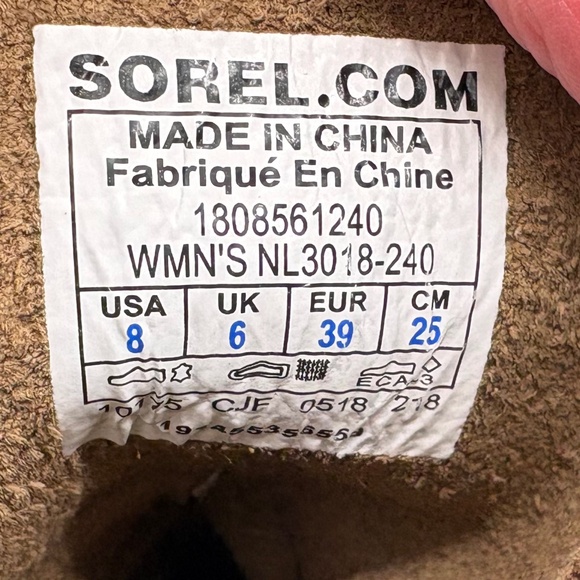 SOREL.COM
MADE IN CHINA
Fabriqué En Chine
1808561240
WMN'S NL3018-240
USA UK EUR CM
8 6 39 25
ECA-3
CJF 0518 218